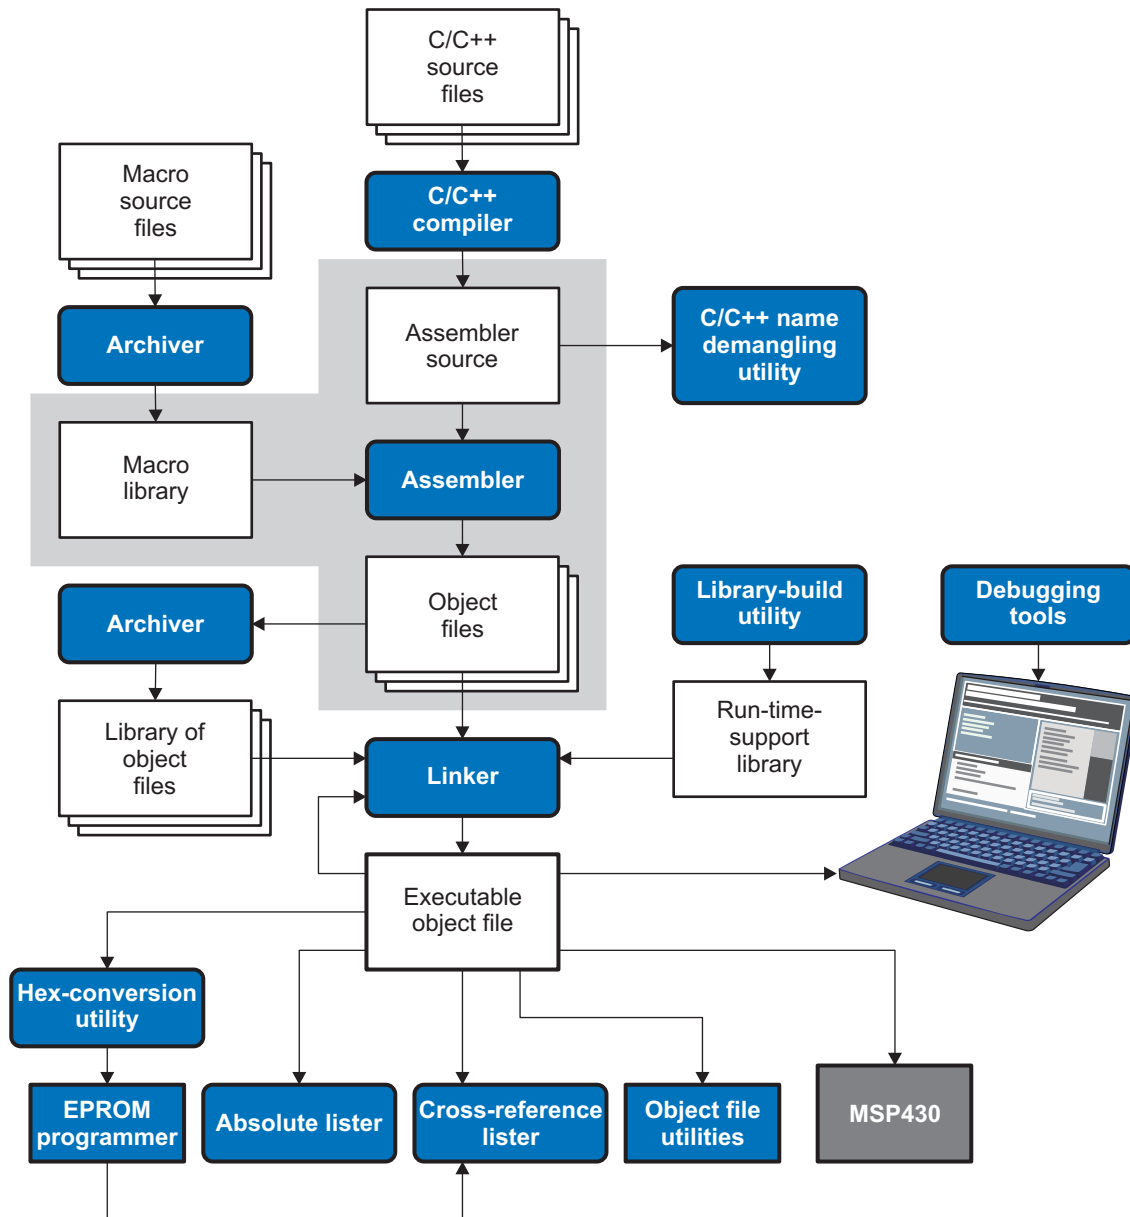 C/C++
source
files
Macro
source
files
C/C++
compiler
Archiver
Assembler
source
C/C++ name
demangling
utility
Macro
library
Assembler
Archiver
Object
files
Library-build
utility
Debugging
tools
Library of
object
files
Linker
Run-time-
support
library
Executable
object file
Hex-conversion
utility
EPROM
programmer
Absolute lister
Cross-reference
lister
Object file
utilities
MSP430